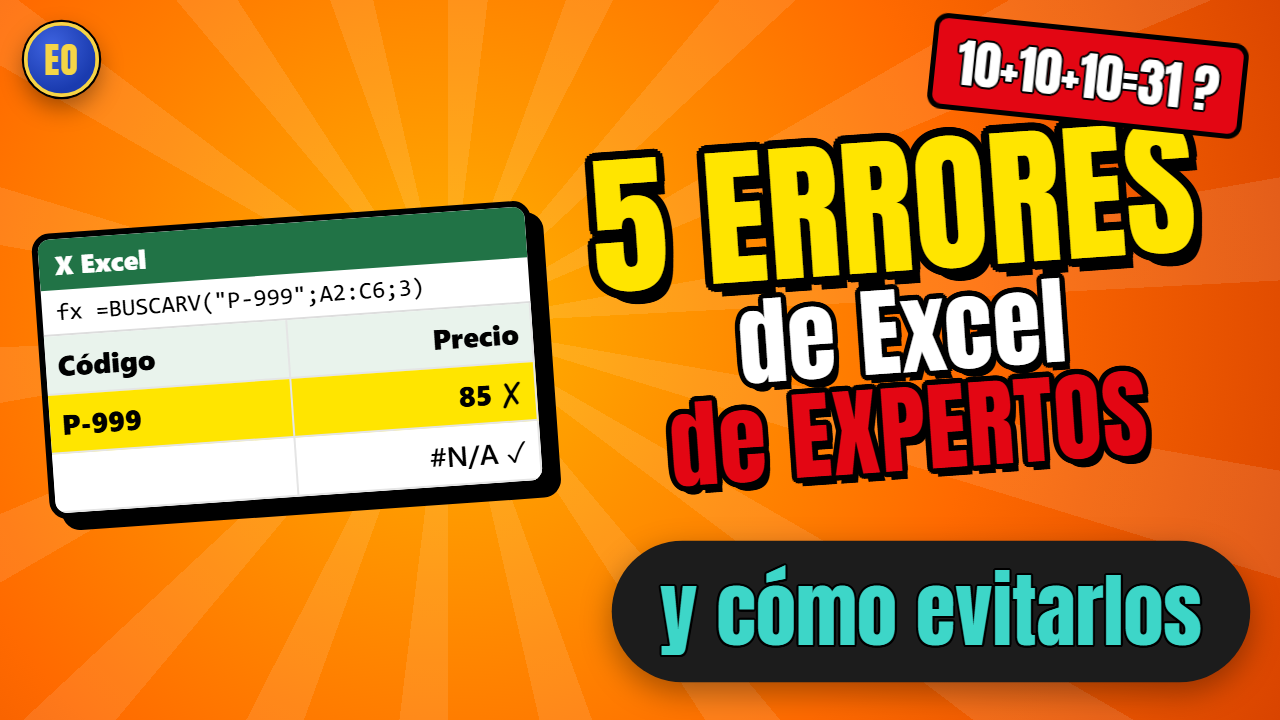 EO
10+10+10=31 ?
5 ERRORES
de Excel
de EXPERTOS
X Excel
fx =BUSCARV("P-999";A2:C6;3)
Código Precio
P-999 85 ✗
#N/A ✓
y cómo evitarlos